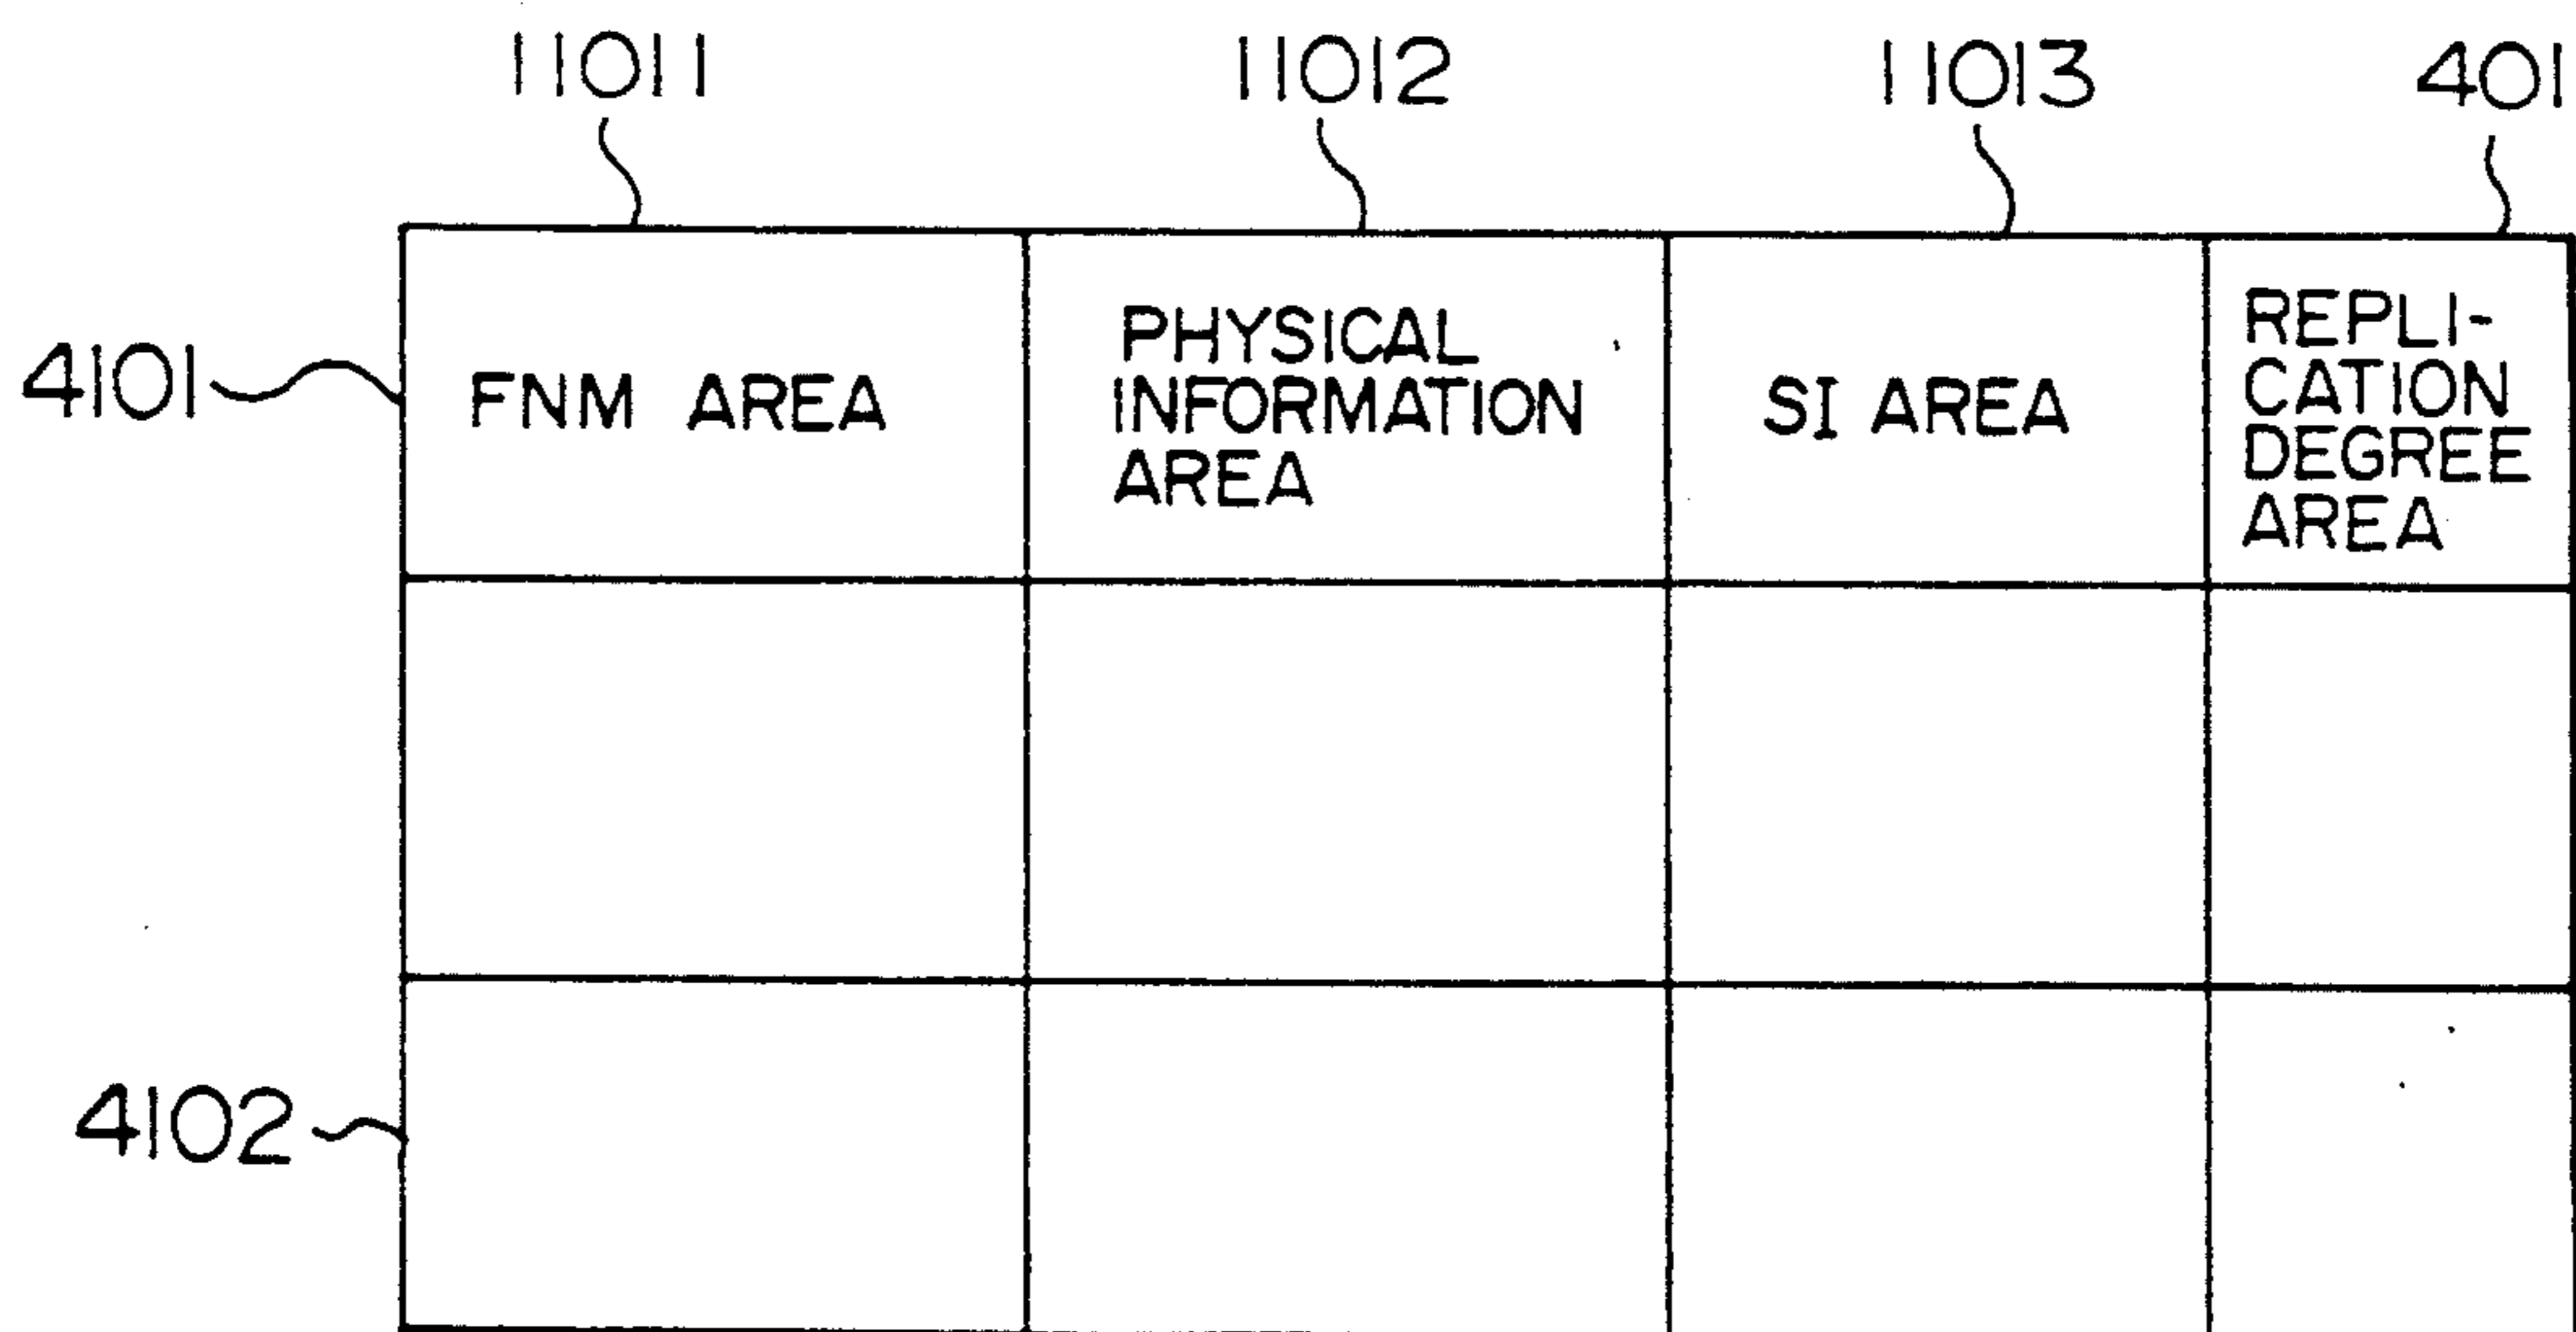 11011 11012 11013 401
4101
FNM AREA
PHYSICAL
INFORMATION
AREA
SI AREA
REPLI-
CATION
DEGREE
AREA
4102